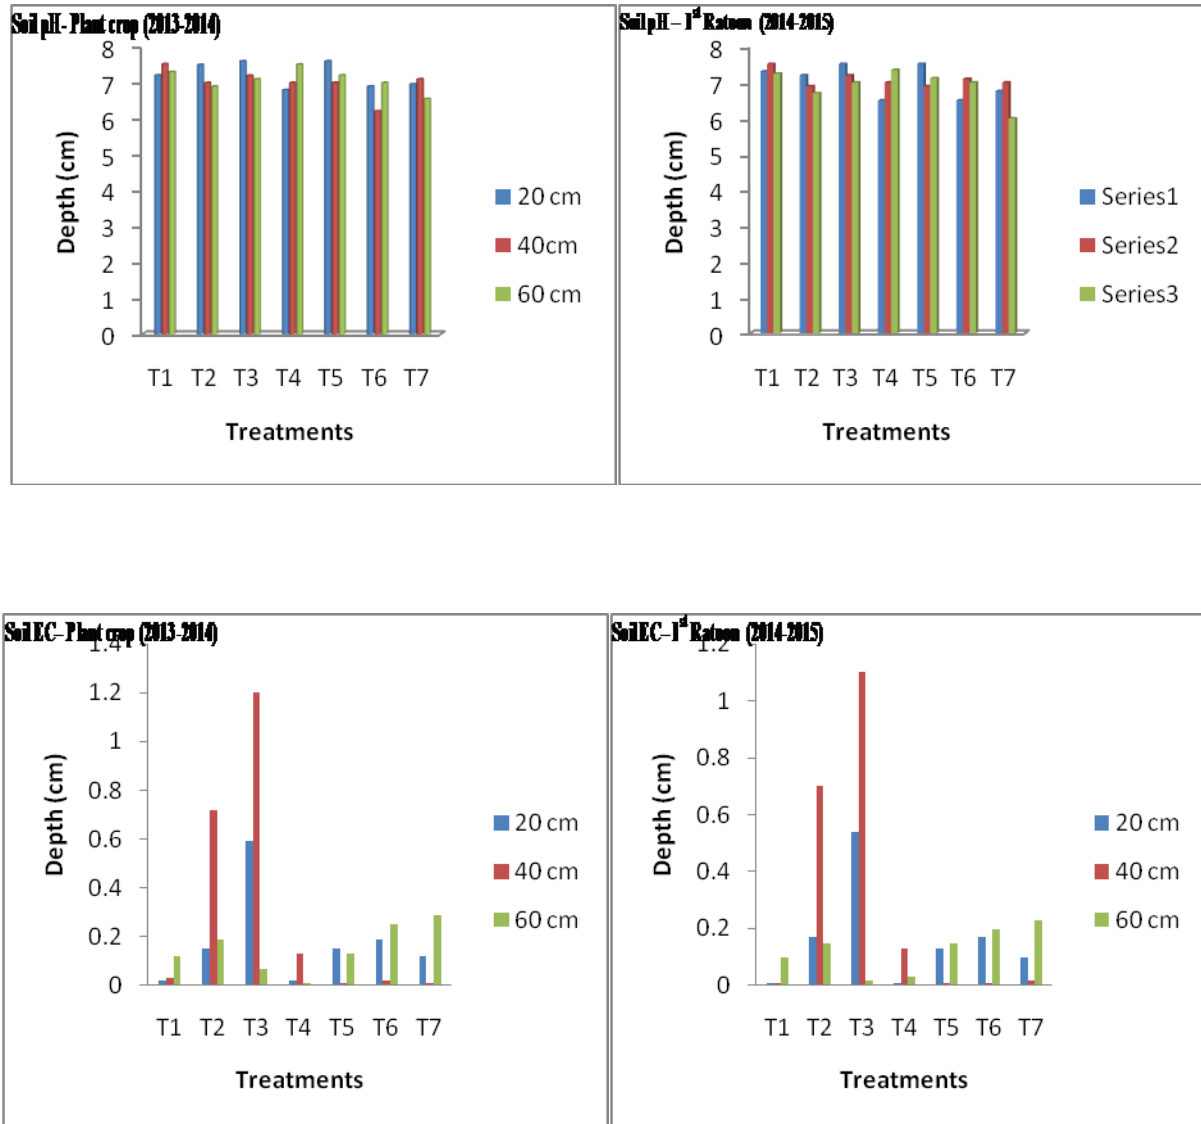 Soil pH - Plant crop (2013-2014)
8
7
6
5
4
3
2
1
0
Depth (cm)
T1 T2 T3 T4 T5 T6 T7
Treatments
20 cm
40cm
60 cm
Soil pH – 1st Ratoon (2014-2015)
8
7
6
5
4
3
2
1
0
Depth (cm)
T1 T2 T3 T4 T5 T6 T7
Treatments
Series1
Series2
Series3
Soil EC – Plant crop (2013-2014)
1.4
1.2
1
0.8
0.6
0.4
0.2
0
Depth (cm)
T1 T2 T3 T4 T5 T6 T7
Treatments
20 cm
40 cm
60 cm
Soil EC – 1st Ratoon (2014-2015)
1.2
1
0.8
0.6
0.4
0.2
0
Depth (cm)
T1 T2 T3 T4 T5 T6 T7
Treatments
20 cm
40 cm
60 cm